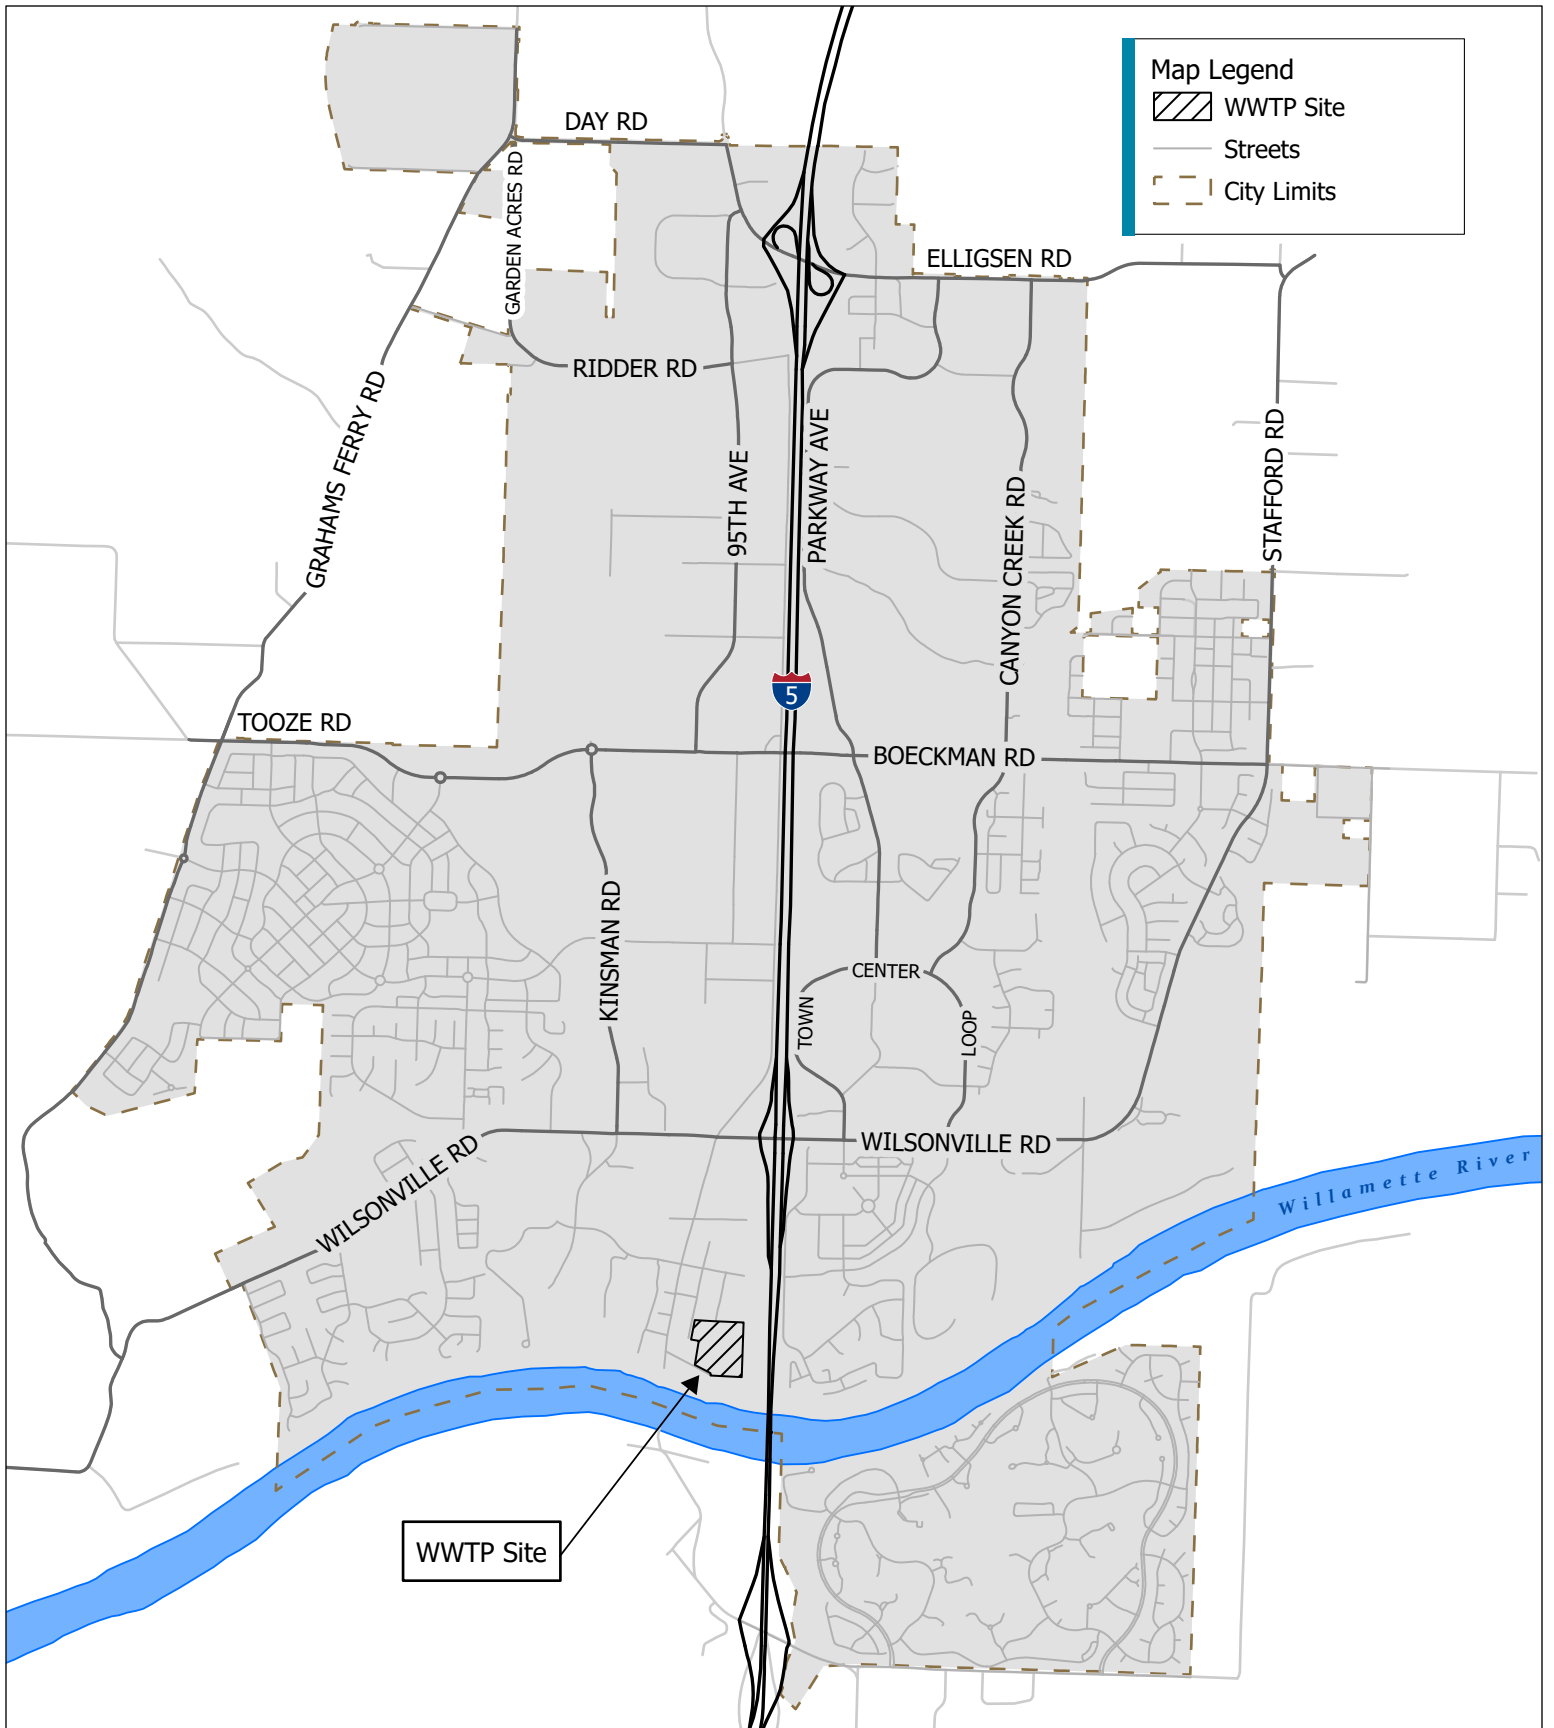 Map Legend
WWTP Site
Streets
City Limits
DAY RD
GARDEN ACRES RD
ELLIGSEN RD
RIDDER RD
GRAHAMS FERRY RD
95TH AVE
PARKWAY AVE
CANYON CREEK RD
STAFFORD RD
5
TOOZE RD
BOECKMAN RD
KINSMAN RD
CENTER
TOWN
LOOP
WILSONVILLE RD
WILSONVILLE RD
Willamette River
WWTP Site